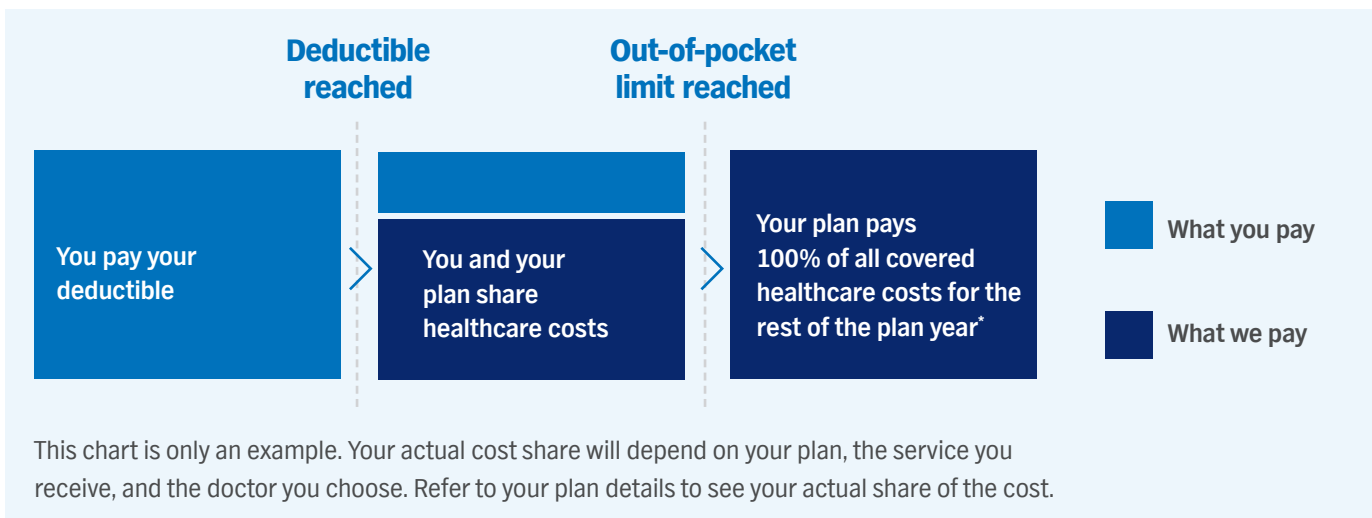 Deductible
reached
Out-of-pocket
limit reached
You pay your
deductible
You and your
plan share
healthcare costs
Your plan pays
100% of all covered
healthcare costs for the
rest of the plan year*
What you pay
What we pay
This chart is only an example. Your actual cost share will depend on your plan, the service you
receive, and the doctor you choose. Refer to your plan details to see your actual share of the cost.